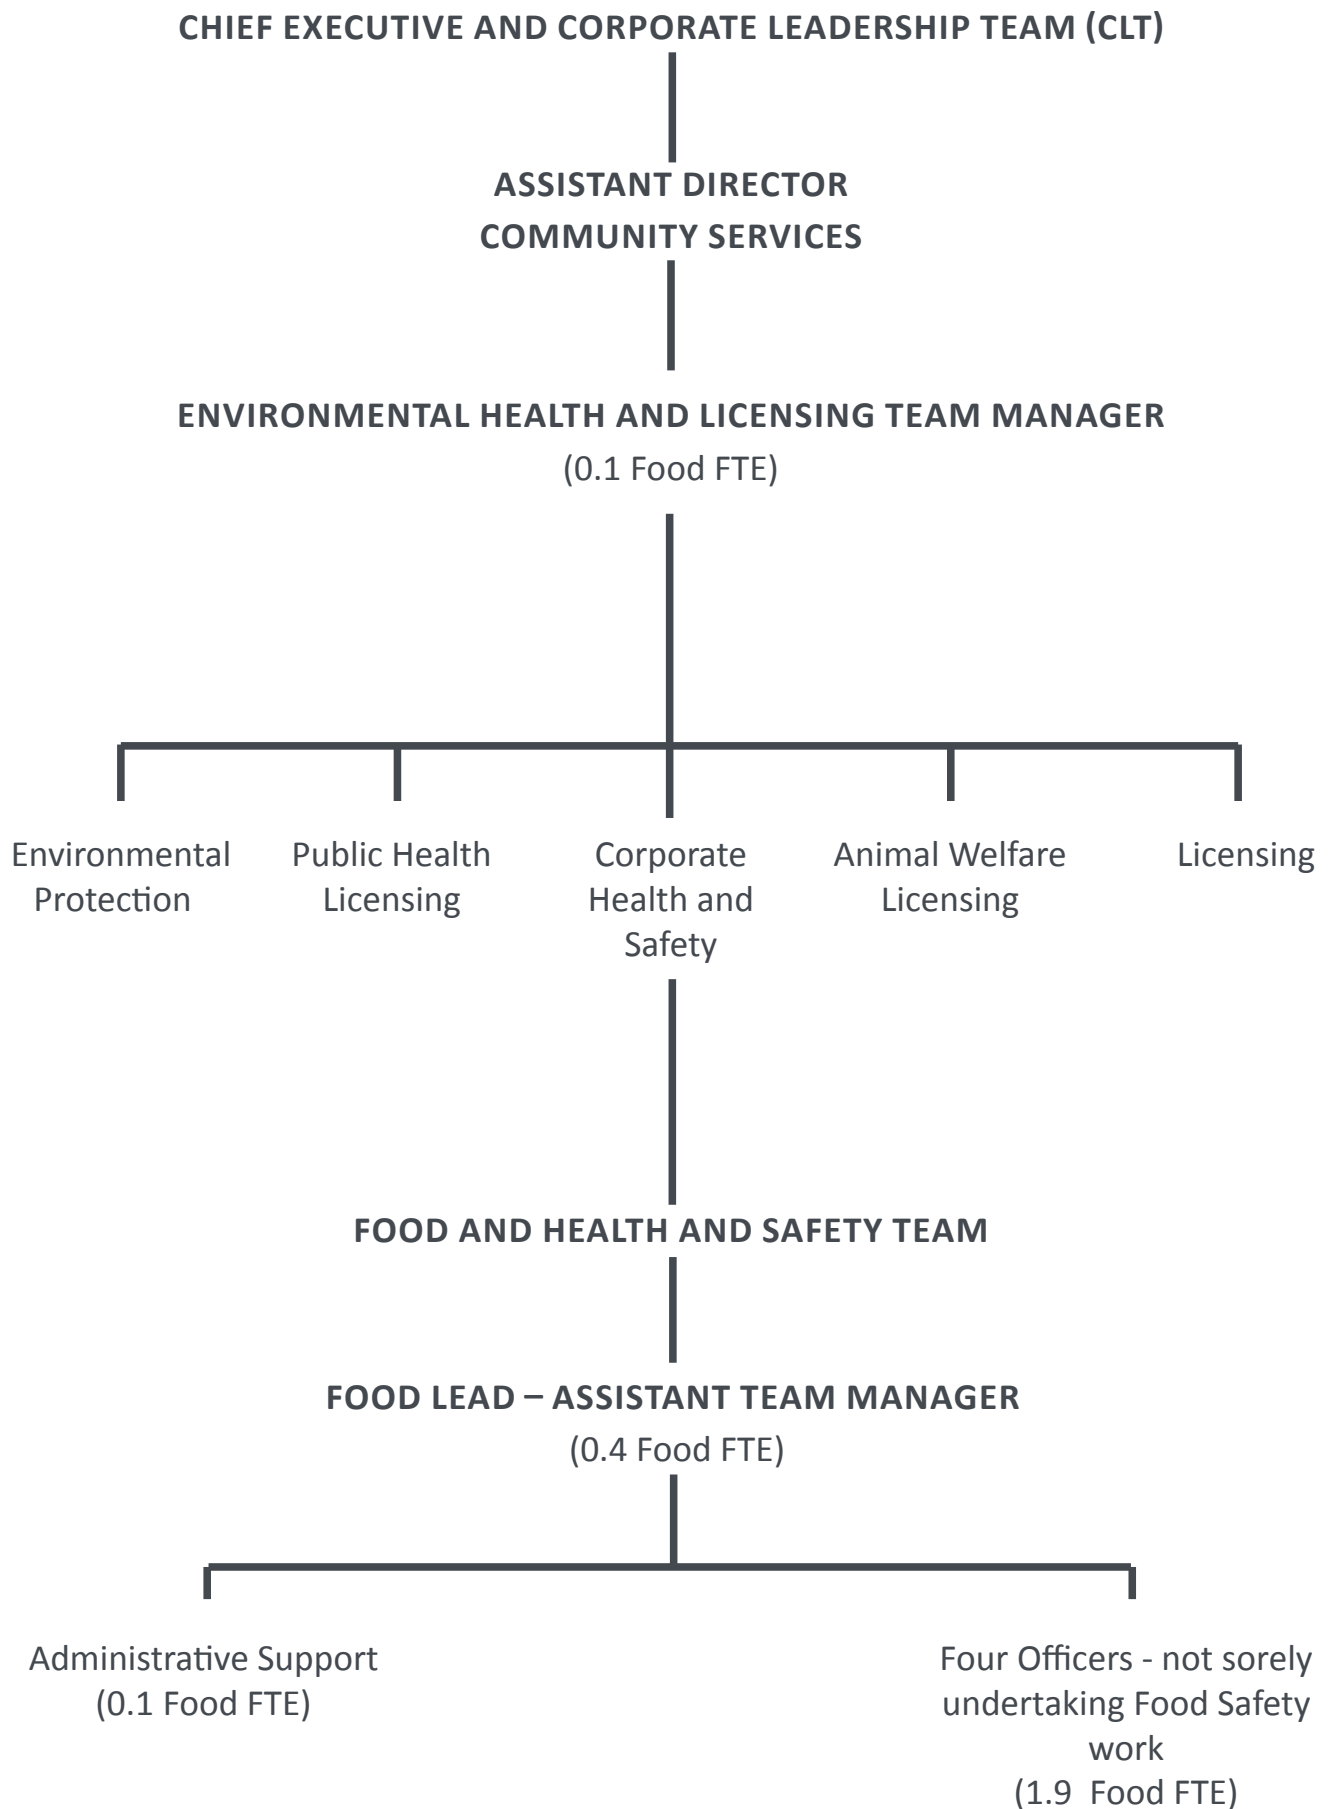 CHIEF EXECUTIVE AND CORPORATE LEADERSHIP TEAM (CLT)
ASSISTANT DIRECTOR
COMMUNITY SERVICES
ENVIRONMENTAL HEALTH AND LICENSING TEAM MANAGER
(0.1 Food FTE)
Environmental
Protection
Public Health
Licensing
Corporate
Health and
Safety
Animal Welfare
Licensing
Licensing
FOOD AND HEALTH AND SAFETY TEAM
FOOD LEAD – ASSISTANT TEAM MANAGER
(0.4 Food FTE)
Administrative Support
(0.1 Food FTE)
Four Officers - not sorely
undertaking Food Safety
work
(1.9  Food FTE)